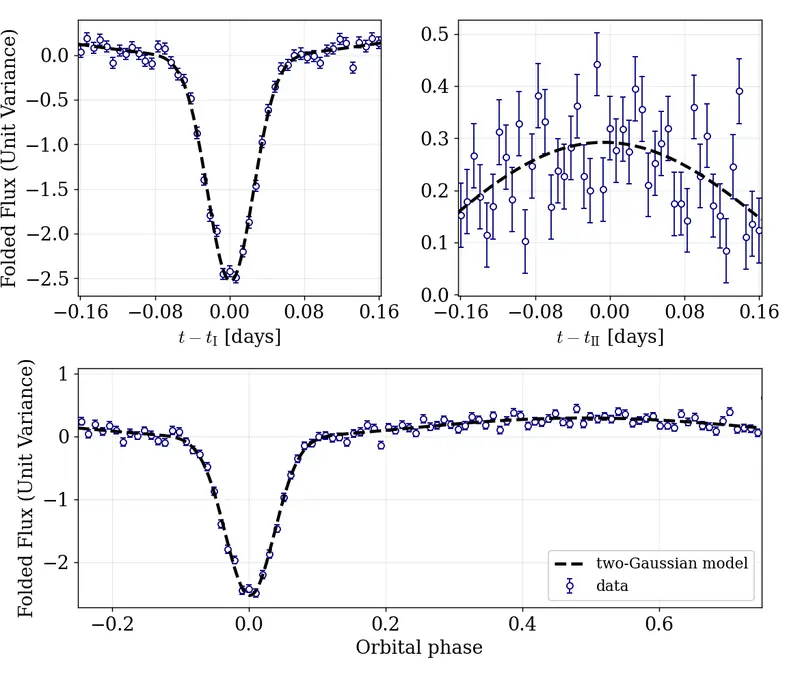 Folded Flux (Unit Variance)
0.0
−0.5
−1.0
−1.5
−2.0
−2.5
−0.16 −0.08 0.00 0.08 0.16
t − tI [days]
0.5
0.4
0.3
0.2
0.1
0.0
−0.16 −0.08 0.00 0.08 0.16
t − tII [days]
Folded Flux (Unit Variance)
1
0
−1
−2
two-Gaussian model
data
−0.2 0.0 0.2 0.4 0.6
Orbital phase